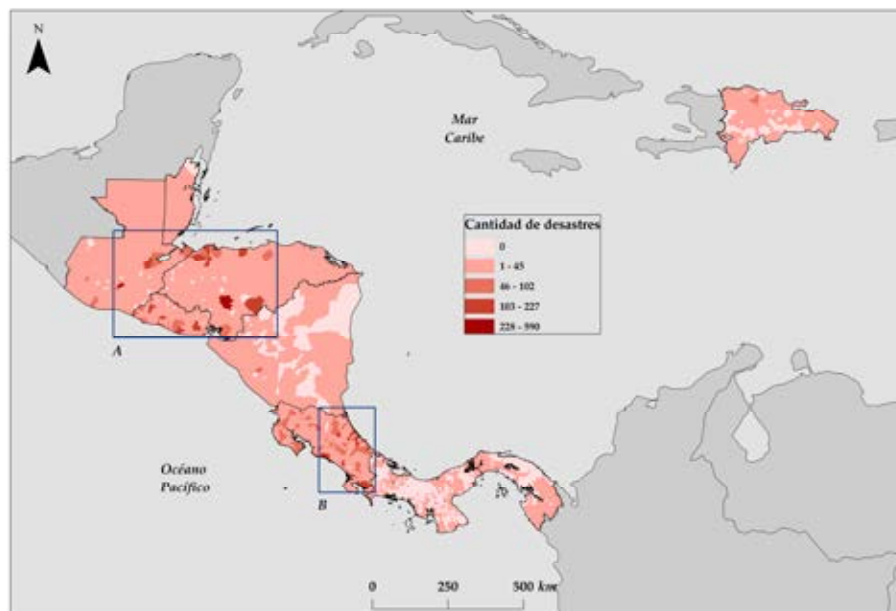 N
Mar
Caribe
Cantidad de desastres
0
1 - 45
46 - 102
103 - 227
228 - 590
A
Océano
Pacífico
B
0 250 500 km